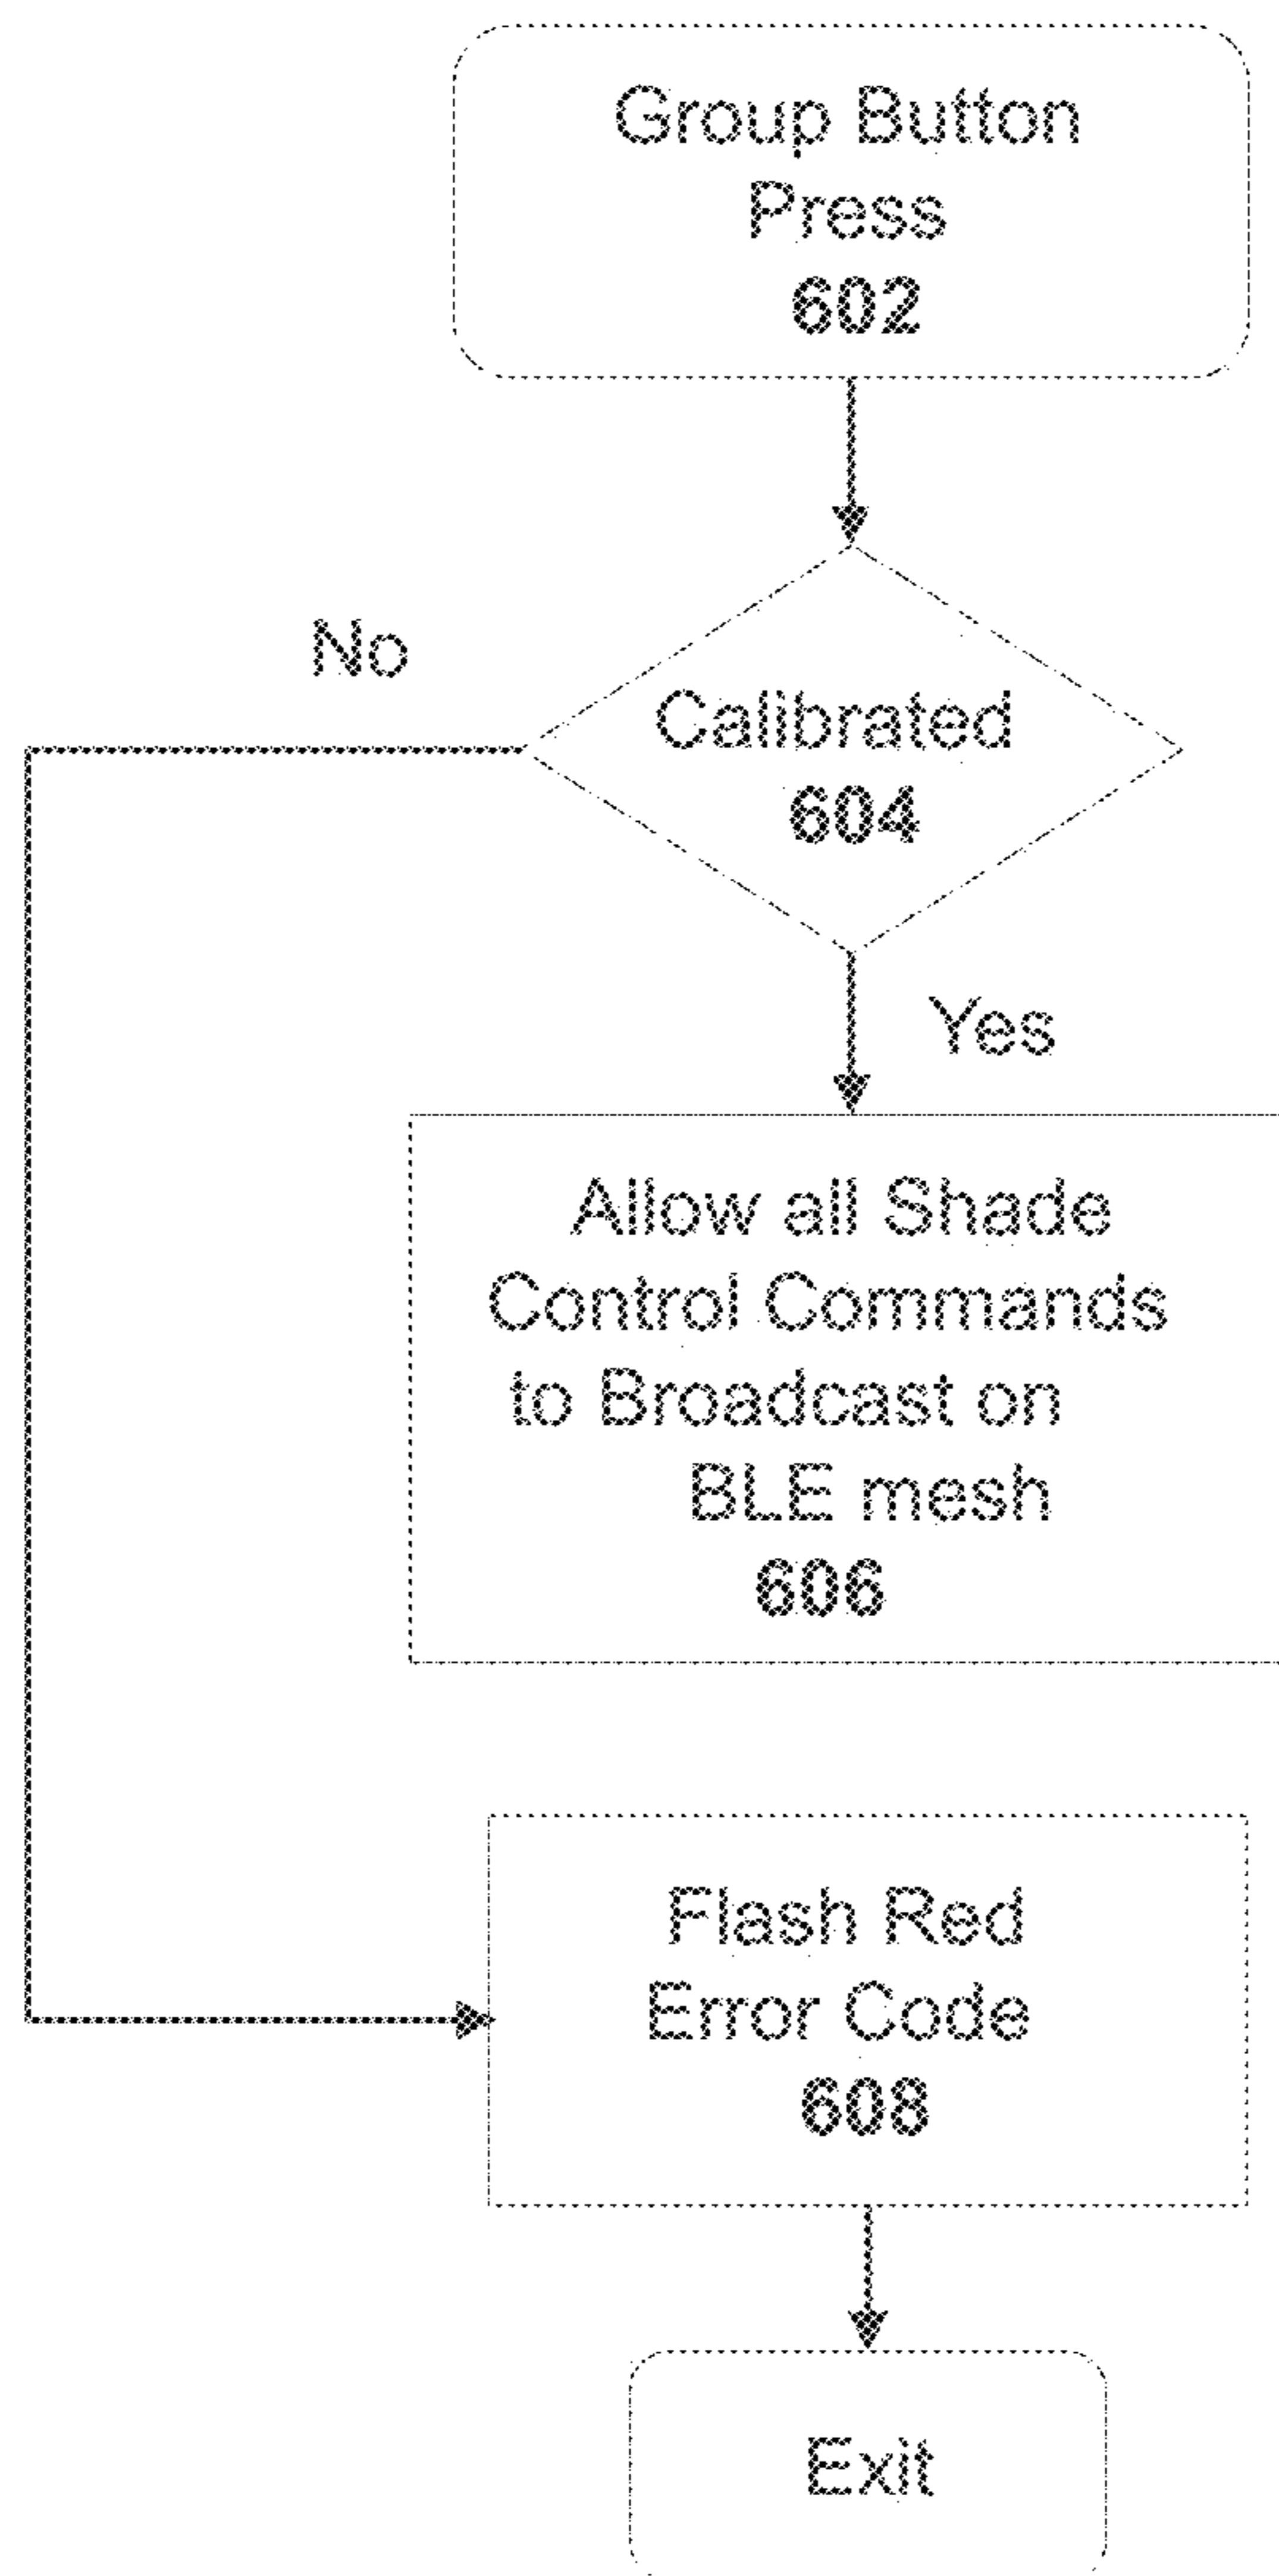 Group Button
Press
602
No
Calibrated
604
Yes
Allow all Shade
Control Commands
to Broadcast on
BLE mesh
606
Flash Red
Error Code
608
Exit